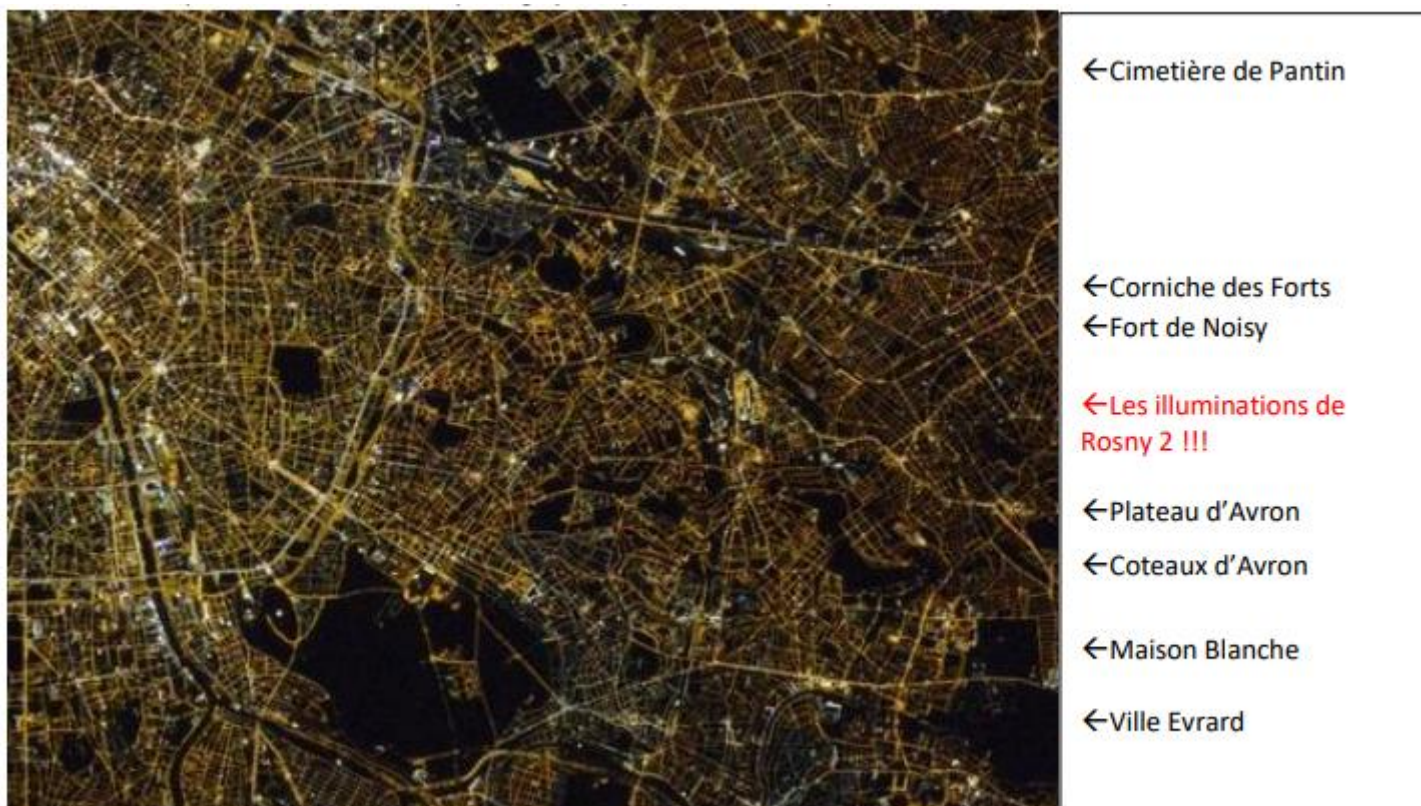 ←Cimetière de Pantin
←Corniche des Forts
←Fort de Noisy
←Les illuminations de
Rosny 2 !!!
←Plateau d’Avron
←Coteaux d’Avron
←Maison Blanche
←Ville Evrard